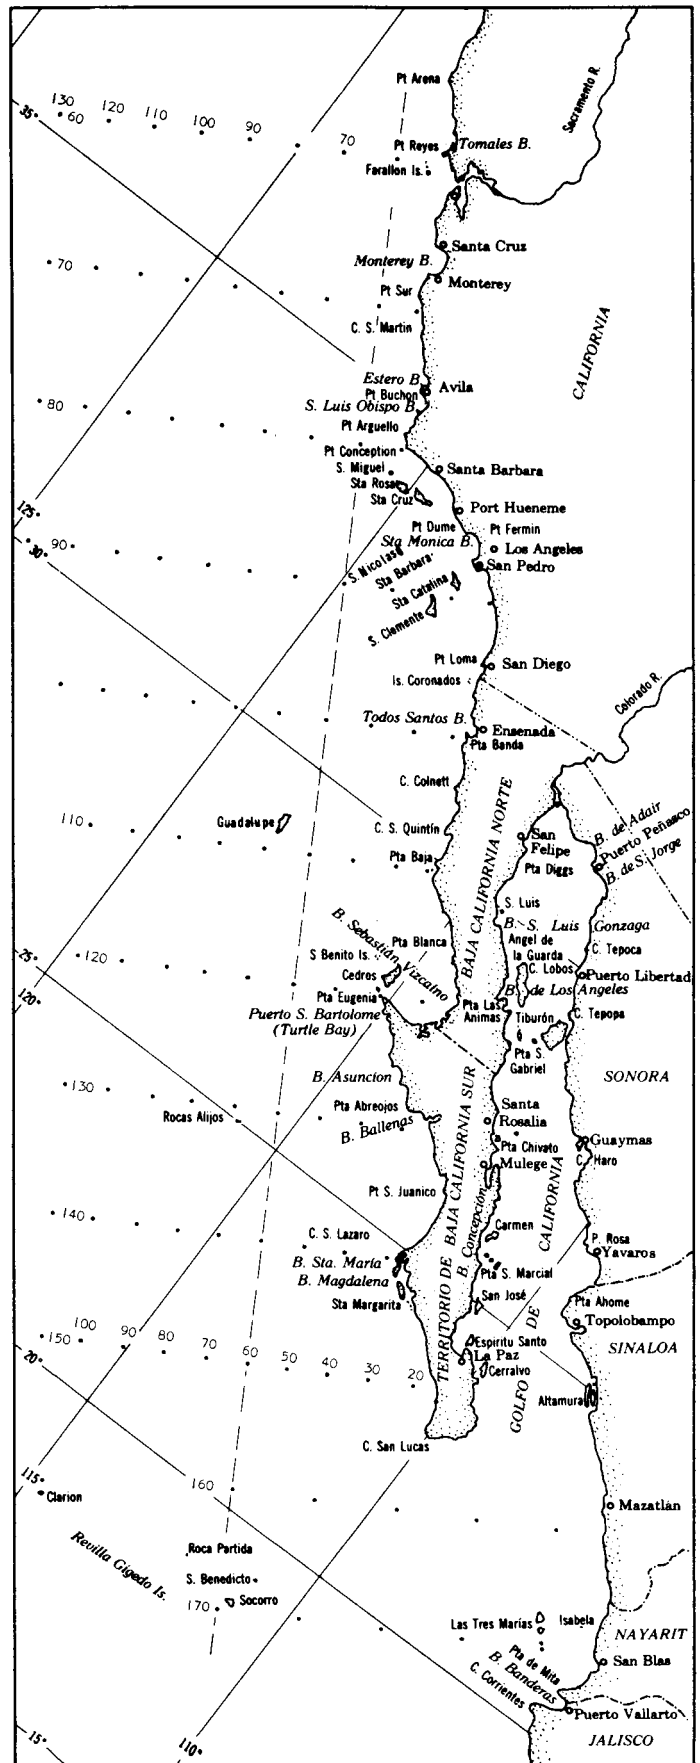 Pt Arena
Sacramento R.
35°
130
120
110
100
90
60
70
Pt Reyes
Tomales B.
Farallon Is.
Santa Cruz
Monterey B.
70
Monterey
Pt Sur
C. S. Martin
CALIFORNIA
Estero B.
Avila
Pt Buchon
80
S. Luis Obispo B.
Pt Arguello
Pt Conception
S. Miguel
Santa Barbara
Sta Rosa
Sta Cruz
125°
Port Hueneme
Pt Dume
Pt Fermin
Sta Monica B.
30°
90
Los Angeles
S. Nicolas
Sta Barbara
San Pedro
Sta Catalina
S. Clemente
Pt Loma
San Diego
Is. Coronados
Colorado R.
Todos Santos B.
Ensenada
Pta Banda
C. Colnett
BAJA CALIFORNIA NORTE
110
Guadalupe
C. S. Quintín
San
Felipe
B. de Adair
Puerto Peñasco
B. de S. Jorge
Pta Baja
Pta Diggs
S. Luis
B. S. Luis Gonzaga
B. Sebastián Vizcaíno
Pta Blanca
Angel de
la Guarda
C. Tepoca
25°
120
S Benito Is.
C. Lobos
Cedros
Puerto Libertad
B. de Los Angeles
120°
Pta Eugenia
Pta Las
Animas
Puerto S. Bartolome
(Turtle Bay)
Tiburón
C. Tepopa
Pta S.
Gabriel
B. Asuncion
SONORA
130
Rocas Alijos
Pta Abreojos
B. Ballenas
Santa
Rosalia
Pta Chivato
Guaymas
Mulege
C. Haro
Pt S. Juanico
TERRITORIO DE BAJA CALIFORNIA SUR
B. Concepción
GOLFO DE CALIFORNIA
140
C. S. Lazaro
Carmen
P. Rosa
Yavaros
B. Sta. María
B. Magdalena
Pta S. Marcial
Sta Margarita
San José
Pta Ahome
Topolobampo
150
100
90
80
70
60
50
40
30
20
Espiritu Santo
La Paz
Cerralvo
SINALOA
20°
Altamura
C. San Lucas
115°
Clarion
160
Mazatlán
Revilla Gigedo Is.
Roca Partida
S. Benedicto
Socorro
170
Las Tres Marías
Isabela
NAYARIT
Pta de Mita
San Blas
B. Banderas
C. Corrientes
Puerto Vallarto
15°
110°
JALISCO